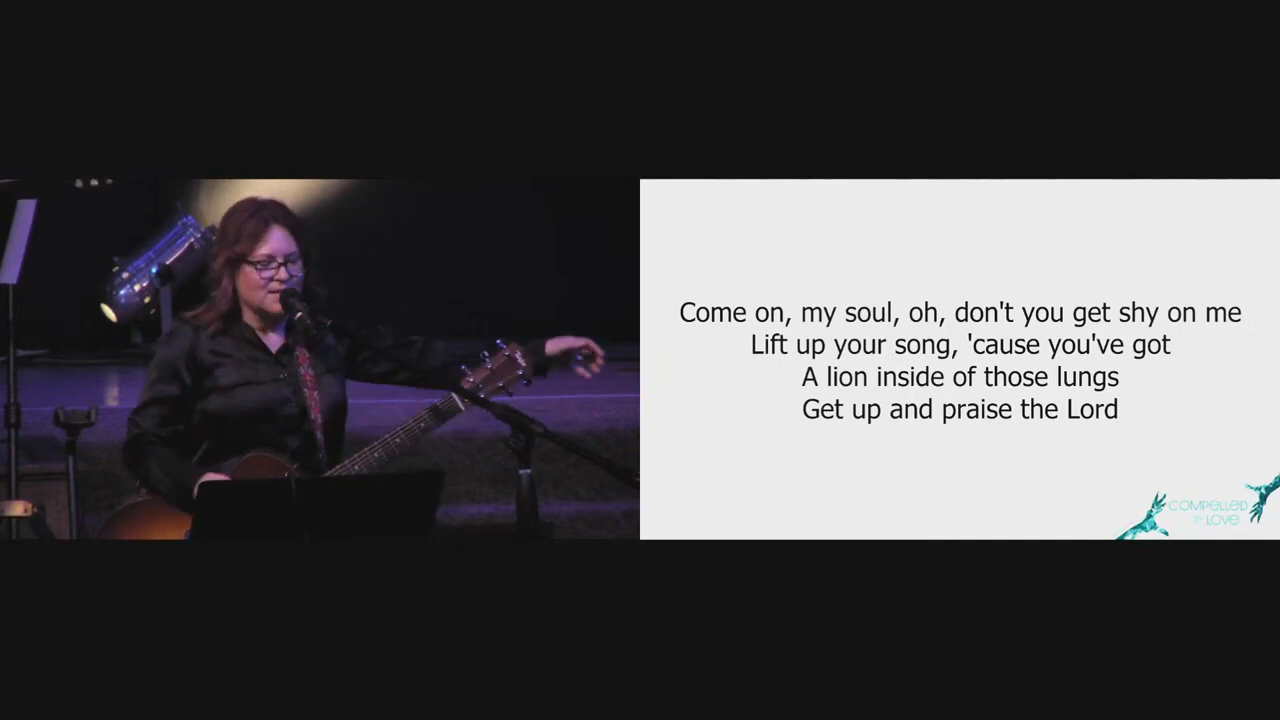 Come on, my soul, oh, don't you get shy on me
Lift up your song, 'cause you've got
A lion inside of those lungs
Get up and praise the Lord
COMPELLED
BY LOVE